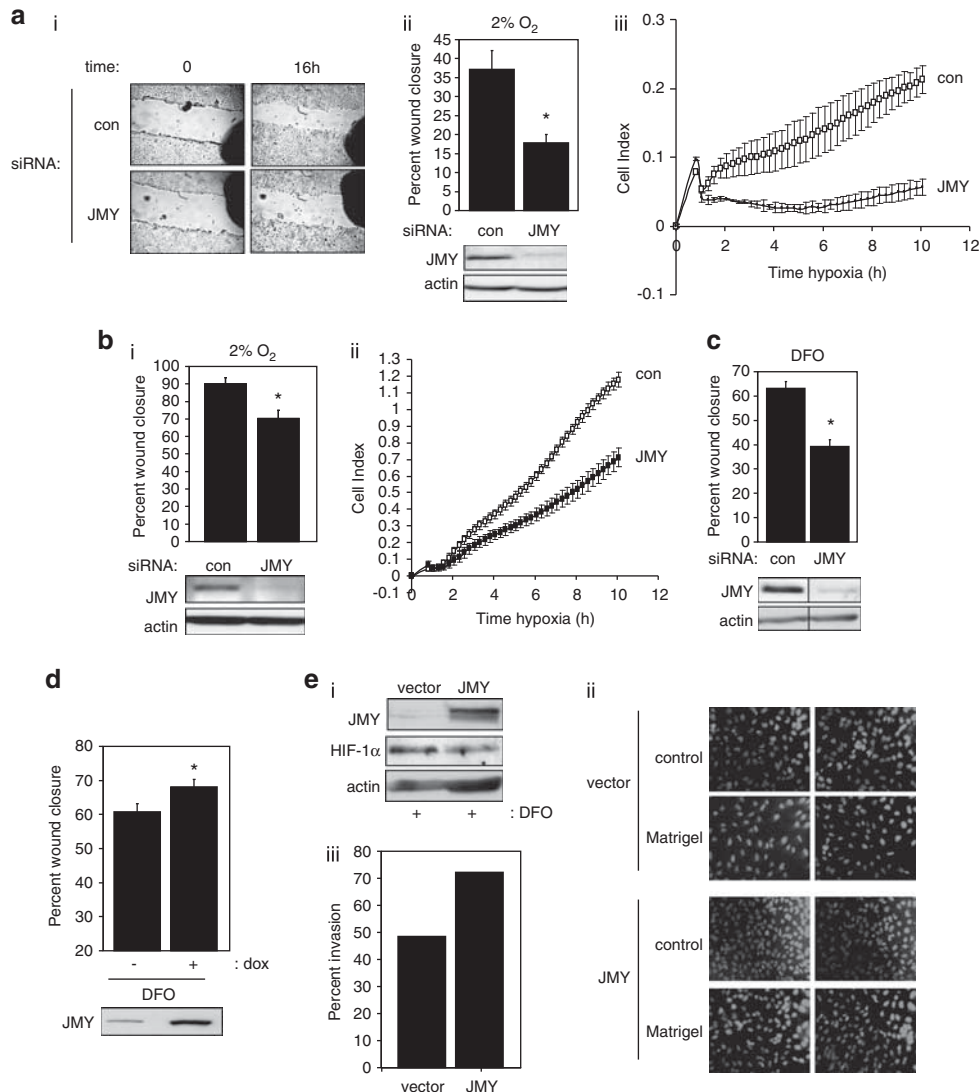 a
i
time: 0 16h
siRNA:
con
JMY
ii
2% O2
Percent wound closure
45
40
35
30
25
20
15
10
5
0
*
siRNA: con JMY
JMY
actin
iii
Cell Index
0.3
0.2
0.1
0
-0.1
0 2 4 6 8 10 12
Time hypoxia (h)
con
JMY
b
i
2% O2
Percent wound closure
100
90
80
70
60
50
40
30
20
10
0
*
siRNA: con JMY
JMY
actin
ii
Cell Index
1.3
1.2
1.1
1
0.9
0.8
0.7
0.6
0.5
0.4
0.3
0.2
0.1
0
-0.1
0 2 4 6 8 10 12
Time hypoxia (h)
con
JMY
c
DFO
Percent wound closure
70
60
50
40
30
20
10
0
*
siRNA: con JMY
JMY
actin
d
Percent wound closure
80
70
60
50
40
30
20
*
- + : dox
DFO
JMY
e
i
vector JMY
JMY
HIF-1α
actin
+ + : DFO
ii
vector
control
Matrigel
JMY
control
Matrigel
iii
Percent invasion
80
70
60
50
40
30
20
10
0
vector JMY